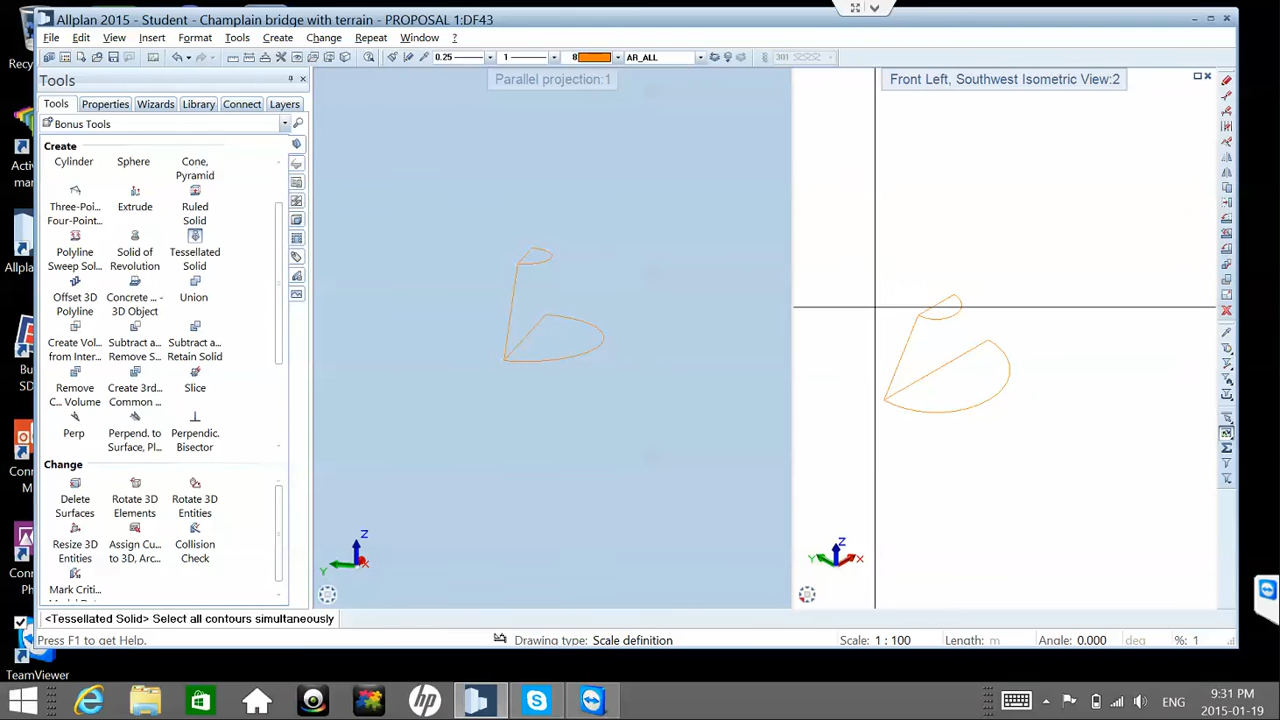 Allplan 2015 - Student - Champlain bridge with terrain - PROPOSAL 1:DF43
File Edit View Insert Format Tools Create Change Repeat Window ?
0.25 1 8 AR_ALL 301
Tools
Tools Properties Wizards Library Connect Layers
Bonus Tools
Create
Cylinder Sphere Cone, Pyramid
Three-Poi... Four-Point... Extrude Ruled Solid
Polyline Sweep Sol... Solid of Revolution Tessellated Solid
Offset 3D Polyline Concrete ... - 3D Object Union
Create Vol... from Inter... Subtract a... Remove S... Subtract a... Retain Solid
Remove C... Volume Create 3rd... Common ... Slice
Perp Perpend. to Surface, Pl... Perpendic. Bisector
Change
Delete Surfaces Rotate 3D Elements Rotate 3D Entities
Resize 3D Entities Assign Cu... to 3D, Arc... Collision Check
Mark Criti...
Parallel projection:1
Front Left, Southwest Isometric View:2
Z
Y X
Z
Y X
<Tessellated Solid> Select all contours simultaneously
Press F1 to get Help. Drawing type: Scale definition Scale: 1 : 100 Length: m Angle: 0.000 deg %: 1
TeamViewer
hp
ENG
9:31 PM
2015-01-19